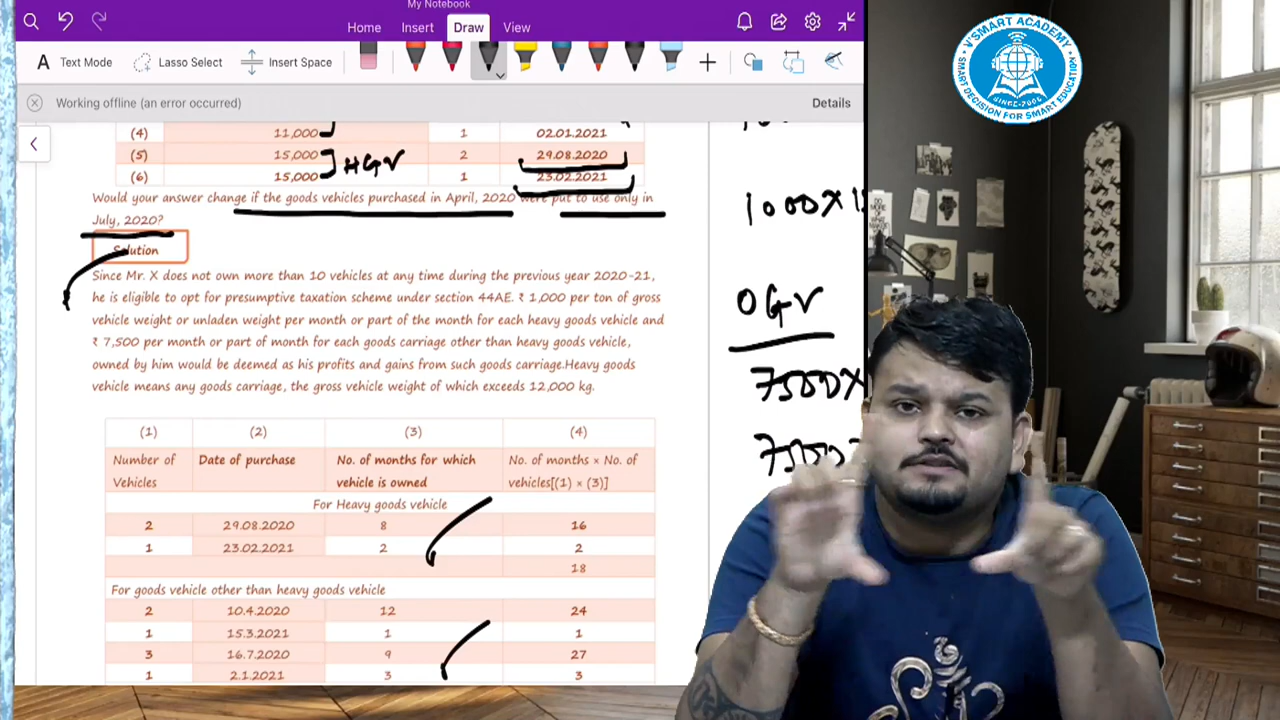 My Notebook
Home Insert Draw View
A Text Mode Lasso Select Insert Space
Working offline (an error occurred) Details
V'SMART ACADEMY
SINCE-2006
SMART DECISION FOR SMART EDUCATION
(4) 11,000 1 02.01.2021
(5) 15,000 HGV 2 29.08.2020
(6) 15,000 1 23.02.2021
Would your answer change if the goods vehicles purchased in April, 2020 were put to use only in
July, 2020?
Solution
Since Mr. X does not own more than 10 vehicles at any time during the previous year 2020-21,
he is eligible to opt for presumptive taxation scheme under section 44AE. ₹ 1,000 per ton of gross
vehicle weight or unladen weight per month or part of the month for each heavy goods vehicle and
₹ 7,500 per month or part of month for each goods carriage other than heavy goods vehicle,
owned by him would be deemed as his profits and gains from such goods carriage.Heavy goods
vehicle means any goods carriage, the gross vehicle weight of which exceeds 12,000 kg.
(1) (2) (3) (4)
Number of Vehicles Date of purchase No. of months for which vehicle is owned No. of months × No. of vehicles[(1) × (3)]
For Heavy goods vehicle
2 29.08.2020 8 16
1 23.02.2021 2 2
18
For goods vehicle other than heavy goods vehicle
2 10.4.2020 12 24
1 15.3.2021 1 1
3 16.7.2020 9 27
1 2.1.2021 3 3
1000×1
OGV
7500×
7500